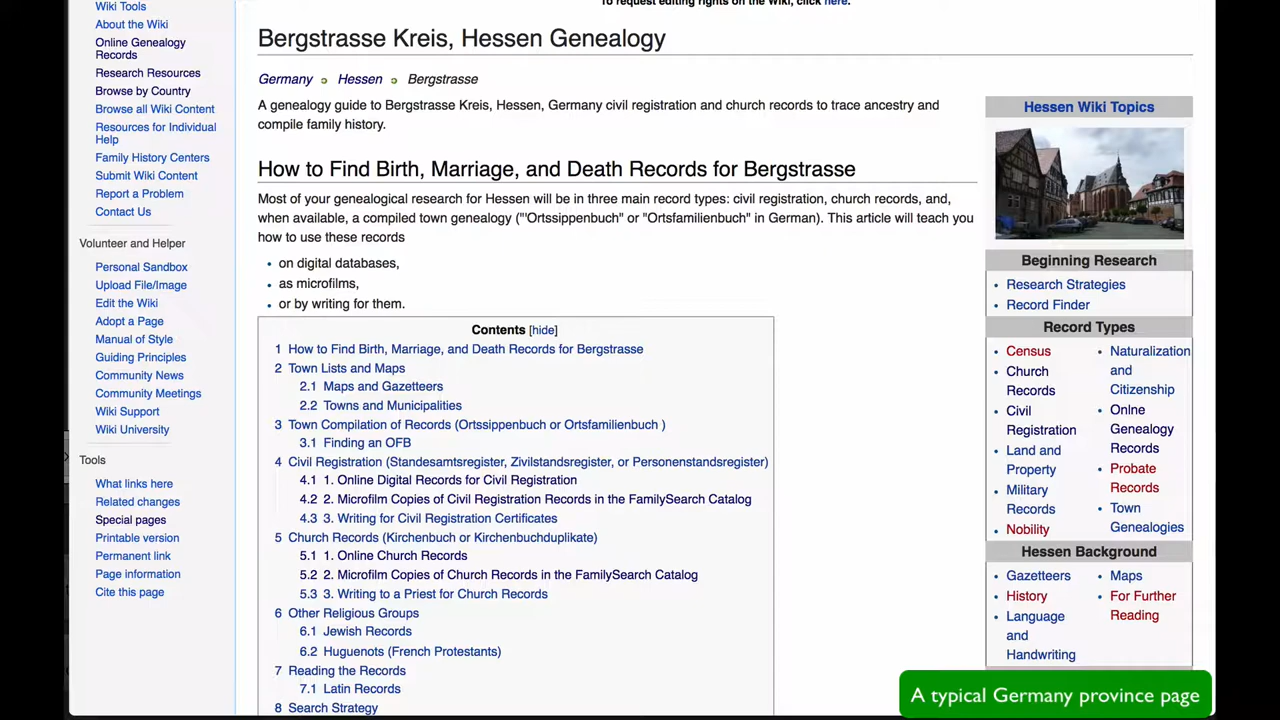 To request editing rights on the Wiki, click here.
Wiki Tools
About the Wiki
Online Genealogy
Records
Research Resources
Browse by Country
Browse all Wiki Content
Resources for Individual
Help
Family History Centers
Submit Wiki Content
Report a Problem
Contact Us
Volunteer and Helper
Personal Sandbox
Upload File/Image
Edit the Wiki
Adopt a Page
Manual of Style
Guiding Principles
Community News
Community Meetings
Wiki Support
Wiki University
Tools
What links here
Related changes
Special pages
Printable version
Permanent link
Page information
Cite this page
Bergstrasse Kreis, Hessen Genealogy
Germany Hessen Bergstrasse
A genealogy guide to Bergstrasse Kreis, Hessen, Germany civil registration and church records to trace ancestry and
compile family history.
How to Find Birth, Marriage, and Death Records for Bergstrasse
Most of your genealogical research for Hessen will be in three main record types: civil registration, church records, and,
when available, a compiled town genealogy ("'Ortssippenbuch" or "Ortsfamilienbuch" in German). This article will teach you
how to use these records
• on digital databases,
• as microfilms,
• or by writing for them.
Contents [hide]
1 How to Find Birth, Marriage, and Death Records for Bergstrasse
2 Town Lists and Maps
2.1 Maps and Gazetteers
2.2 Towns and Municipalities
3 Town Compilation of Records (Ortssippenbuch or Ortsfamilienbuch )
3.1 Finding an OFB
4 Civil Registration (Standesamtsregister, Zivilstandsregister, or Personenstandsregister)
4.1 1. Online Digital Records for Civil Registration
4.2 2. Microfilm Copies of Civil Registration Records in the FamilySearch Catalog
4.3 3. Writing for Civil Registration Certificates
5 Church Records (Kirchenbuch or Kirchenbuchduplikate)
5.1 1. Online Church Records
5.2 2. Microfilm Copies of Church Records in the FamilySearch Catalog
5.3 3. Writing to a Priest for Church Records
6 Other Religious Groups
6.1 Jewish Records
6.2 Huguenots (French Protestants)
7 Reading the Records
7.1 Latin Records
8 Search Strategy
Hessen Wiki Topics
Beginning Research
• Research Strategies
• Record Finder
Record Types
• Census
• Church
Records
• Civil
Registration
• Land and
Property
• Military
Records
• Nobility
• Naturalization
and
Citizenship
• Onlne
Genealogy
Records
• Probate
Records
• Town
Genealogies
Hessen Background
• Gazetteers
• History
• Language
and
Handwriting
• Maps
• For Further
Reading
A typical Germany province page